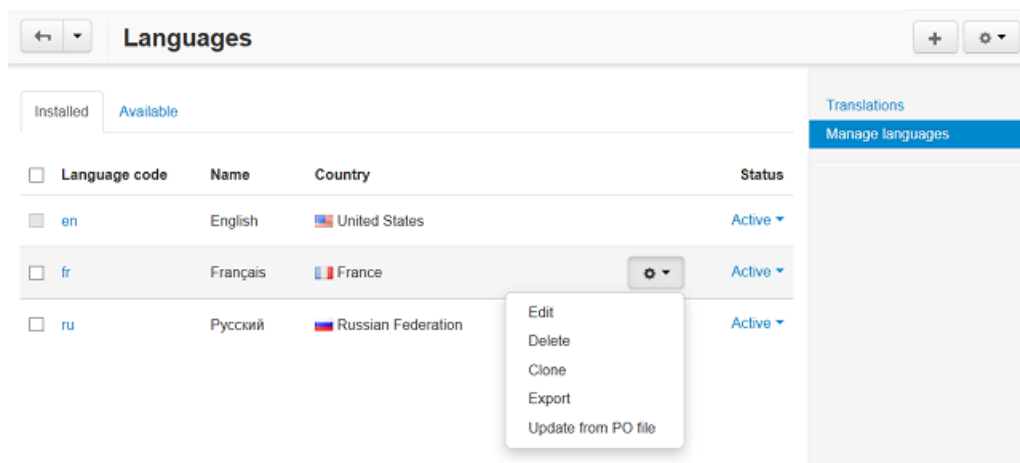 Languages
Installed Available
Translations
Manage languages
Language code Name Country Status
en English United States Active
fr Français France Active
ru Русский Russian Federation Active
Edit
Delete
Clone
Export
Update from PO file